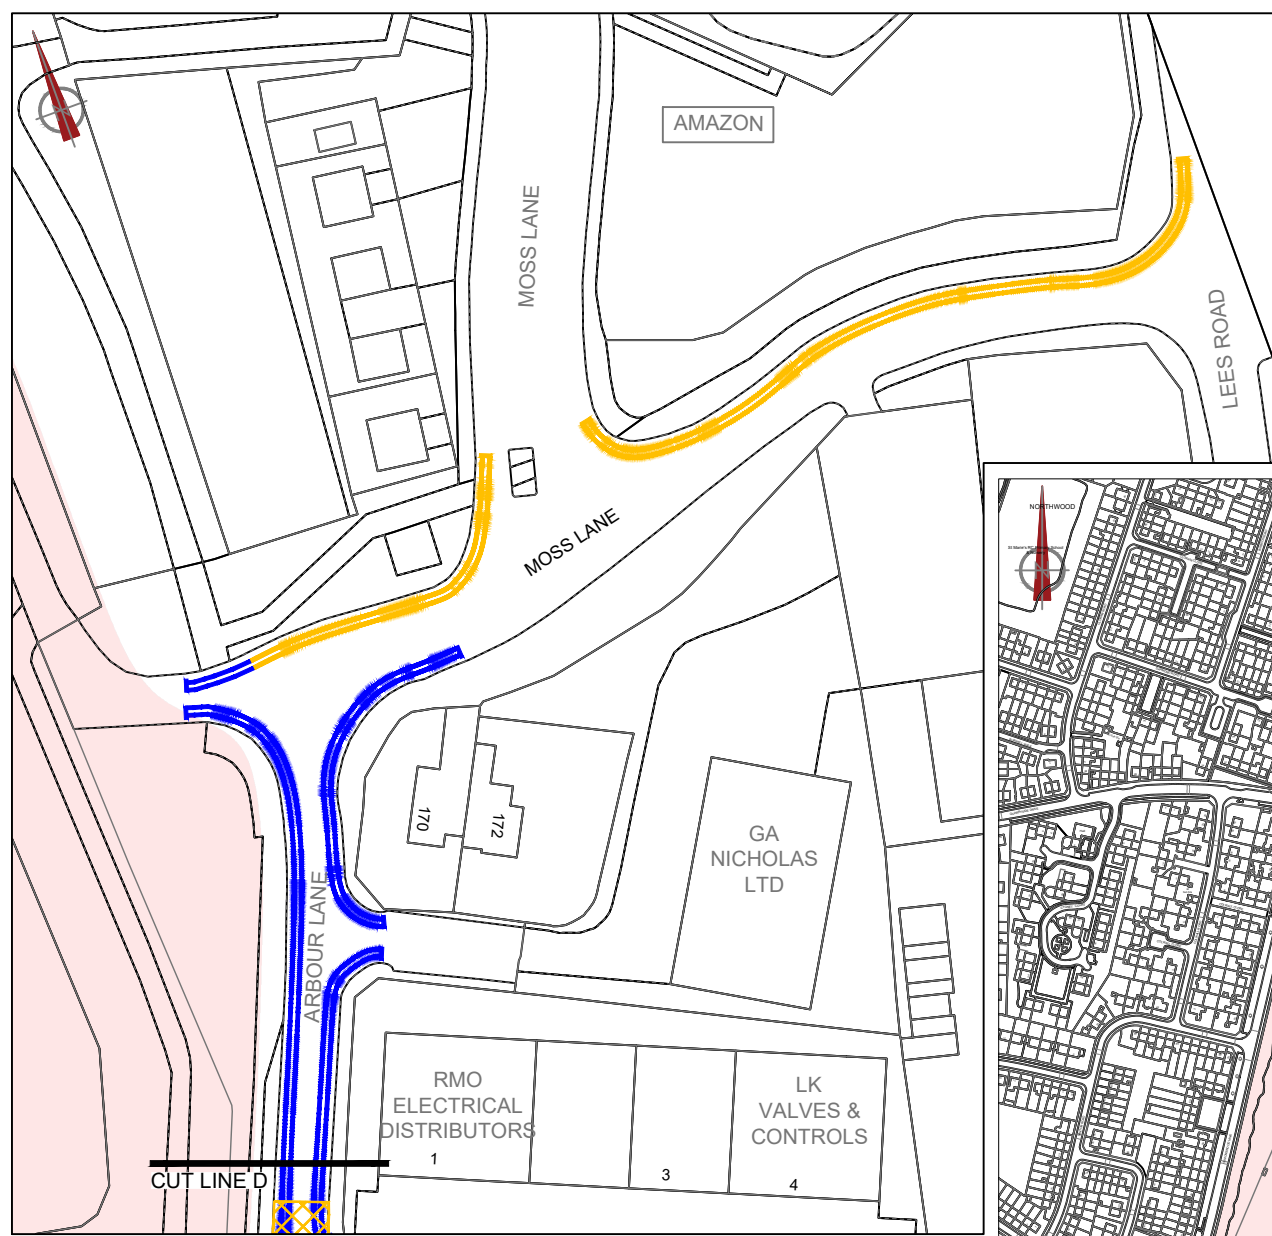 AMAZON
MOSS LANE
LEES ROAD
MOSS LANE
NORTHWOOD
170
172
GA
NICHOLAS
LTD
ARBOUR LANE
RMO
ELECTRICAL
DISTRIBUTORS
1
3
LK
VALVES &
CONTROLS
4
CUT LINE D